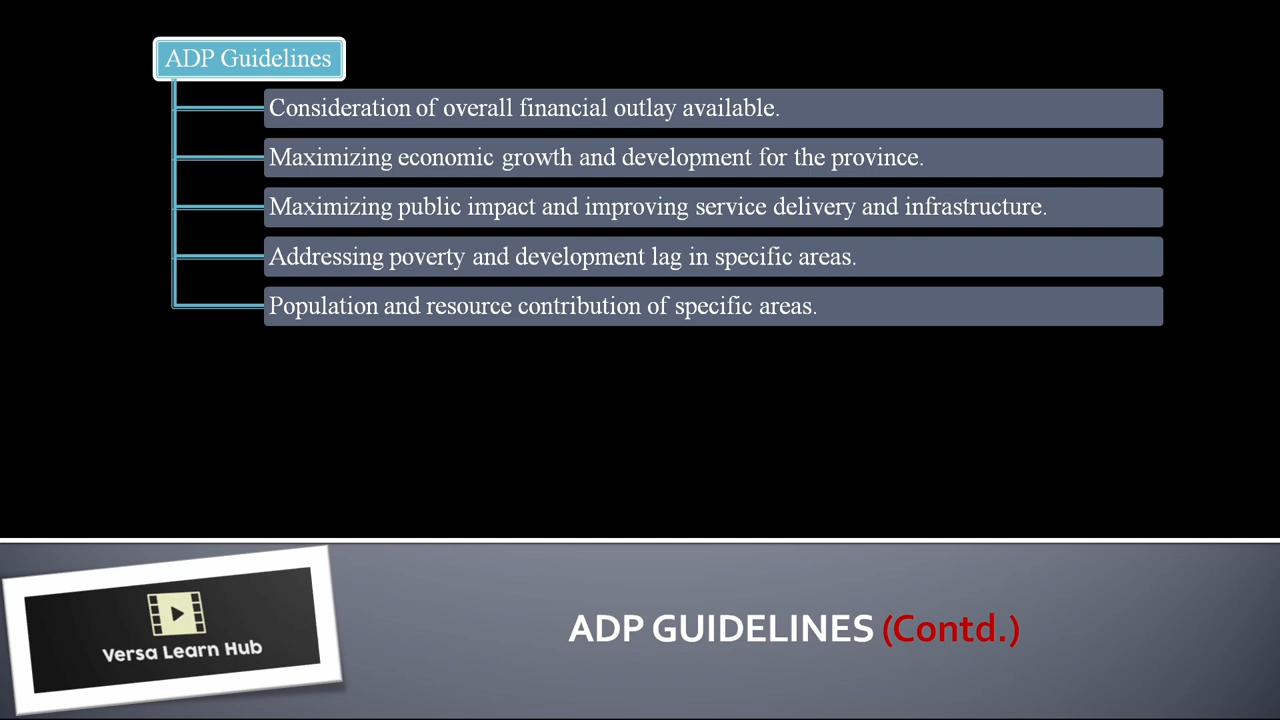 ADP Guidelines
Consideration of overall financial outlay available.
Maximizing economic growth and development for the province.
Maximizing public impact and improving service delivery and infrastructure.
Addressing poverty and development lag in specific areas.
Population and resource contribution of specific areas.
Versa Learn Hub
ADP GUIDELINES (Contd.)